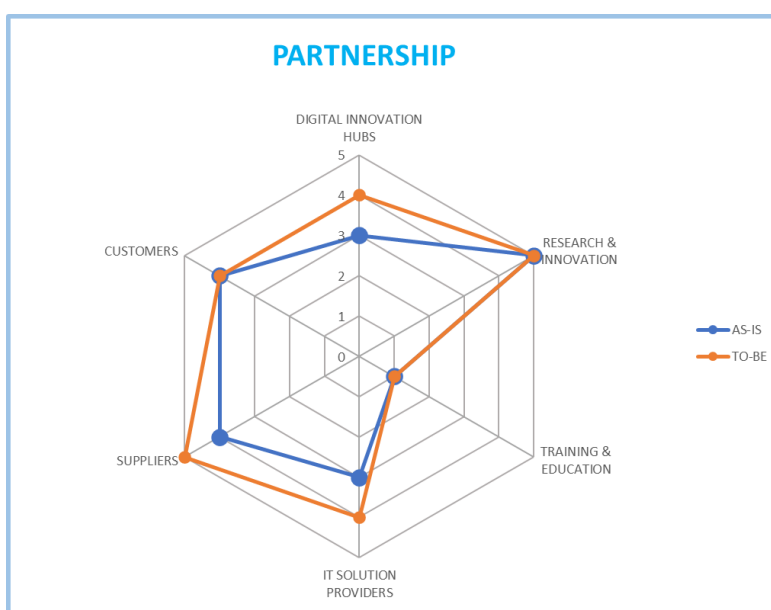 PARTNERSHIP
DIGITAL INNOVATION
HUBS
5
4
3
2
1
0
RESEARCH &
INNOVATION
TRAINING &
EDUCATION
IT SOLUTION
PROVIDERS
SUPPLIERS
CUSTOMERS
AS-IS
TO-BE